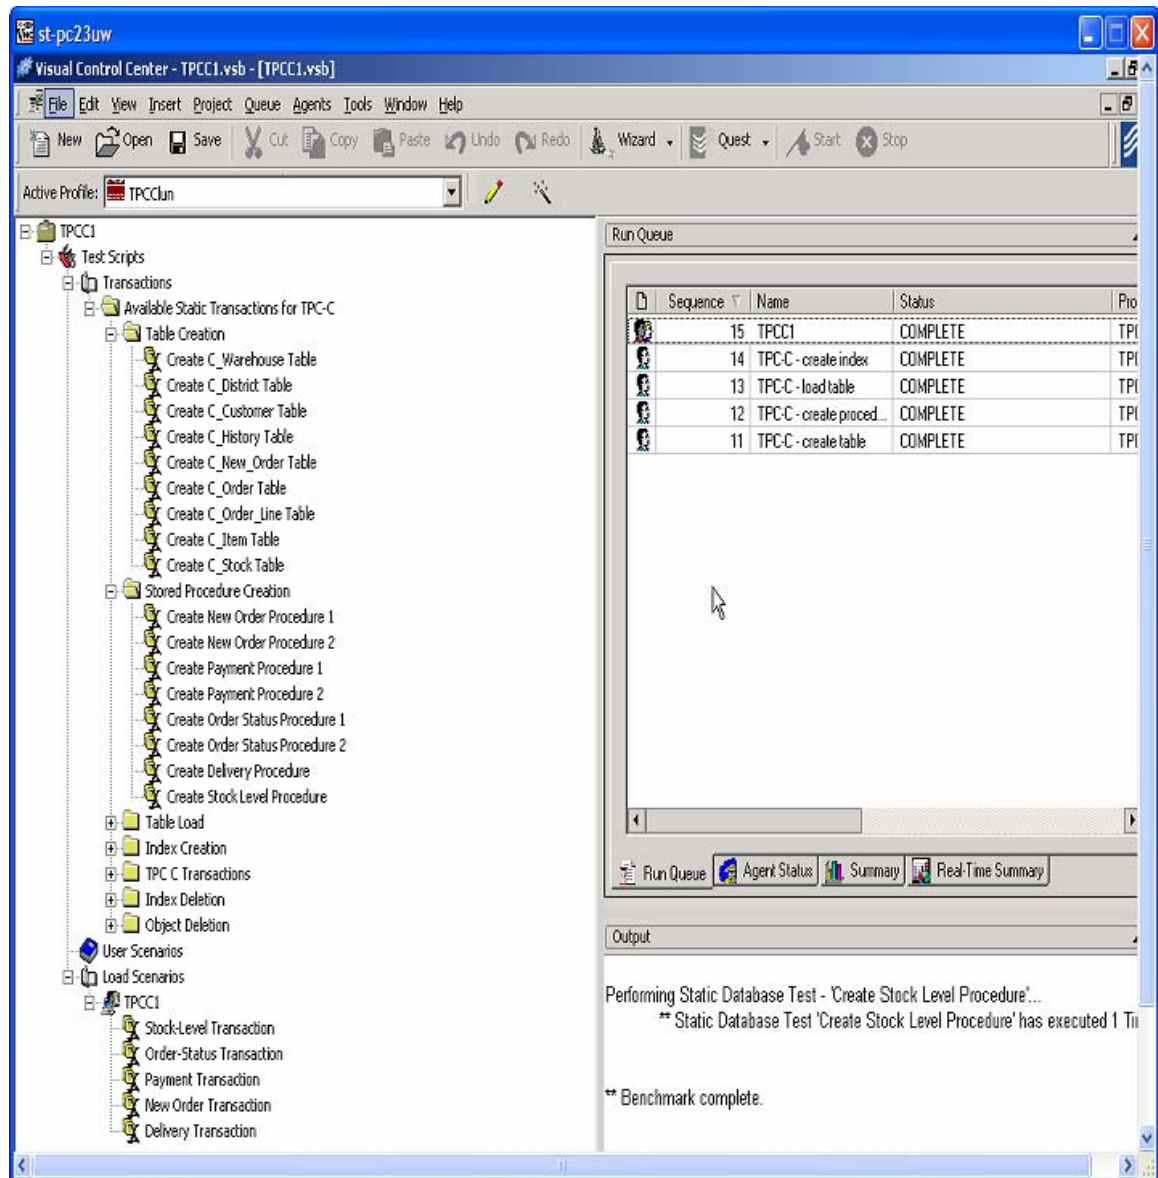 st-pc23uw
Visual Control Center - TPCC1.vsb - [TPCC1.vsb]
File Edit View Insert Project Queue Agents Tools Window Help
New Open Save Cut Copy Paste Undo Redo Wizard Quest Start Stop
Active Profile: TPCClun
TPCC1
Test Scripts
Transactions
Available Static Transactions for TPC-C
Table Creation
Create C_Warehouse Table
Create C_District Table
Create C_Customer Table
Create C_History Table
Create C_New_Order Table
Create C_Order Table
Create C_Order_Line Table
Create C_Item Table
Create C_Stock Table
Stored Procedure Creation
Create New Order Procedure 1
Create New Order Procedure 2
Create Payment Procedure 1
Create Payment Procedure 2
Create Order Status Procedure 1
Create Order Status Procedure 2
Create Delivery Procedure
Create Stock Level Procedure
Table Load
Index Creation
TPC C Transactions
Index Deletion
Object Deletion
User Scenarios
Load Scenarios
TPCC1
Stock-Level Transaction
Order-Status Transaction
Payment Transaction
New Order Transaction
Delivery Transaction
Run Queue
Sequence Name Status Pro
15 TPCC1 COMPLETE TP
14 TPC-C - create index COMPLETE TP
13 TPC-C - load table COMPLETE TP
12 TPC-C - create proced... COMPLETE TP
11 TPC-C - create table COMPLETE TP
Run Queue Agent Status Summary Real-Time Summary
Output
Performing Static Database Test - 'Create Stock Level Procedure'...
** Static Database Test 'Create Stock Level Procedure' has executed 1 Ti
** Benchmark complete.